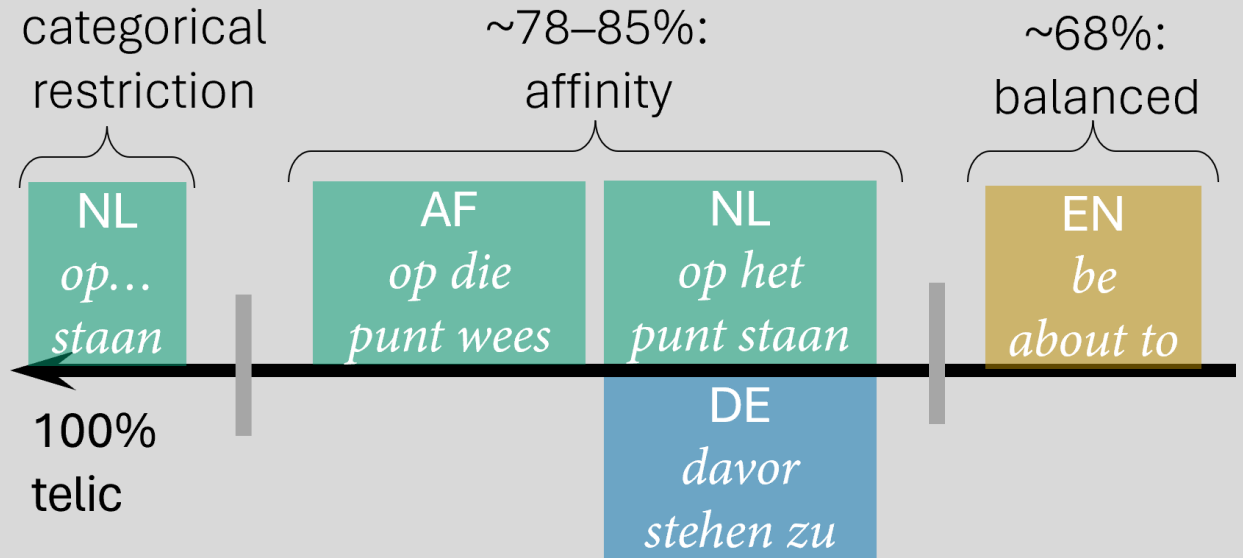 categorical
restriction
~78–85%:
affinity
~68%:
balanced
NL
op…
staan
AF
op die
punt wees
NL
op het
punt staan
EN
be
about to
100%
telic
DE
davor
stehen zu